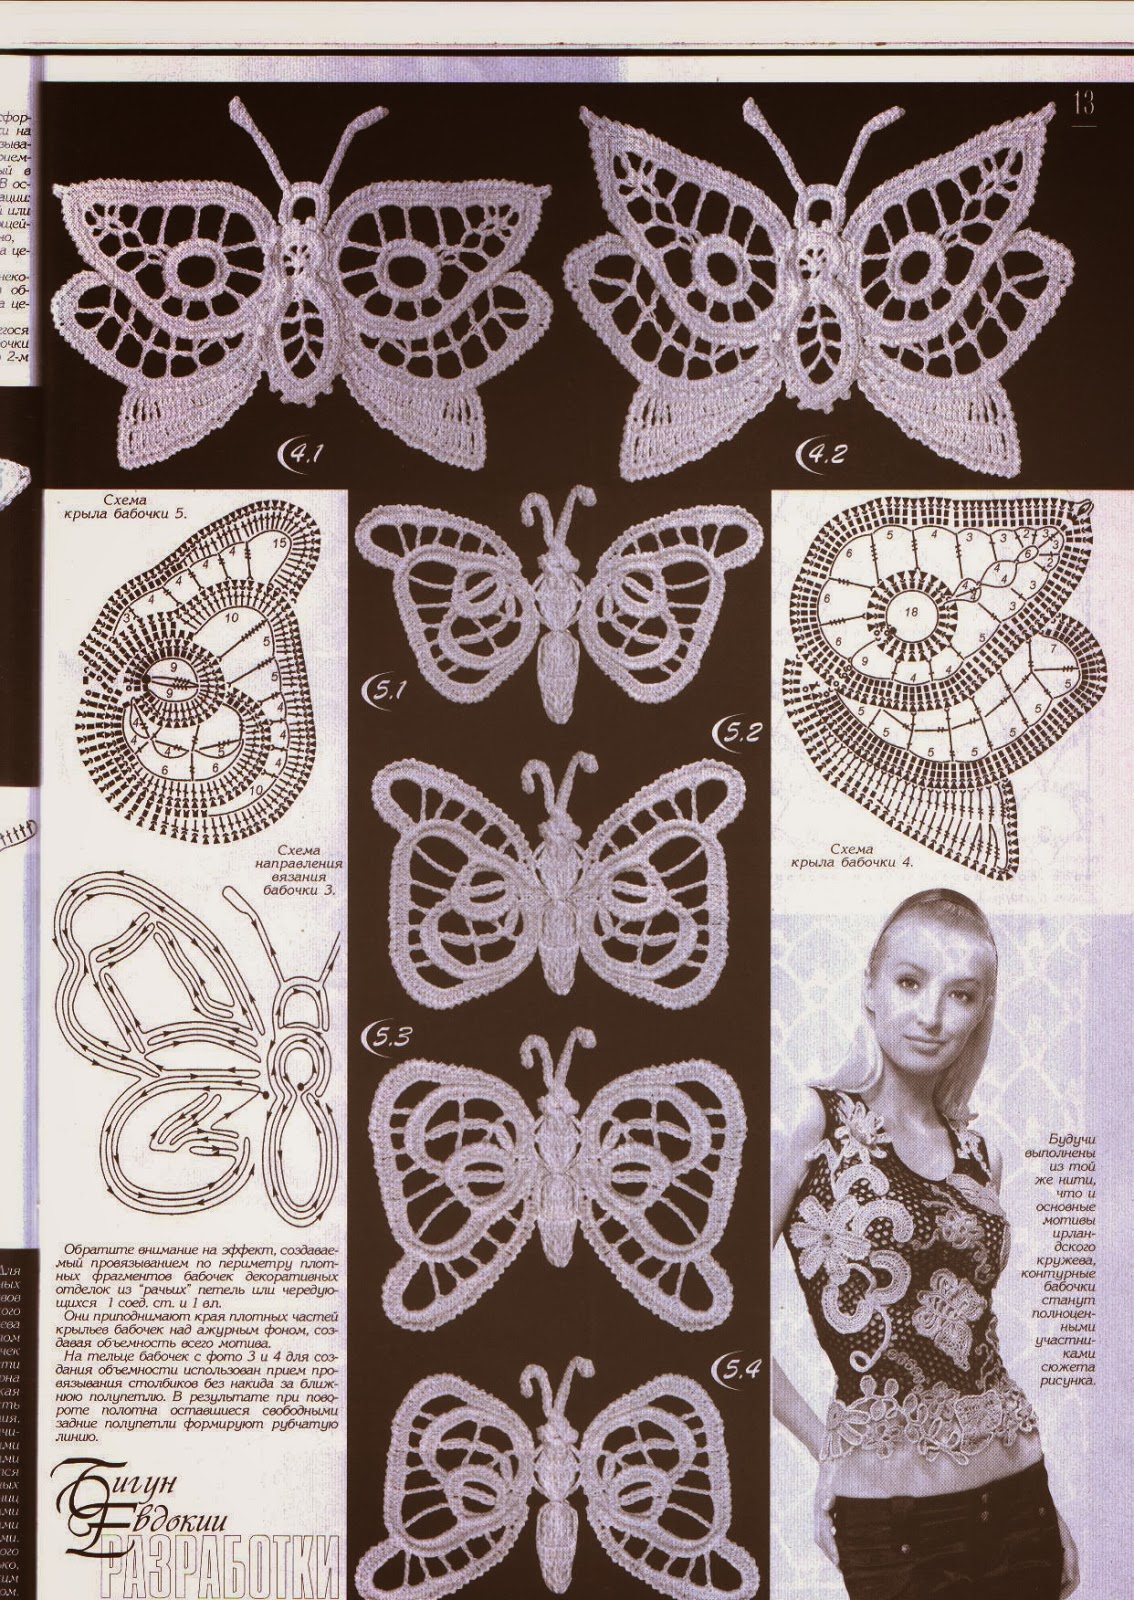 13
4.1
4.2
Схема
крыла бабочки 5.
5.1
5.2
5.3
5.4
Схема
крыла бабочки 4.
Схема
направления
вязания
бабочки 3.
Обратите внимание на эффект, создавае-
мый провязыванием по периметру плот-
ных фрагментов бабочек декоративных
отделок из "рачьих" петель или чередую-
щихся 1 соед. ст. и 1 вп.
Они приподнимают края плотных частей
крыльев бабочек над ажурным фоном, соз-
давая объемность всего мотива.
На тельце бабочек с фото 3 и 4 для соз-
дания объемности использован прием про-
вязывания столбиков без накида за ближ-
нюю полупетлю. В результате при пово-
роте полотна оставшиеся свободными
задние полупетли формируют рубчатую
линию.
Бигун
Евдокии
РАЗРАБОТКИ
Будучи
выполнены
из той
же нити,
что и
основные
мотивы
ирлан-
дского
кружева,
контурные
бабочки
станут
полноцен-
ными
участни-
ками
сюжета
рисунка.